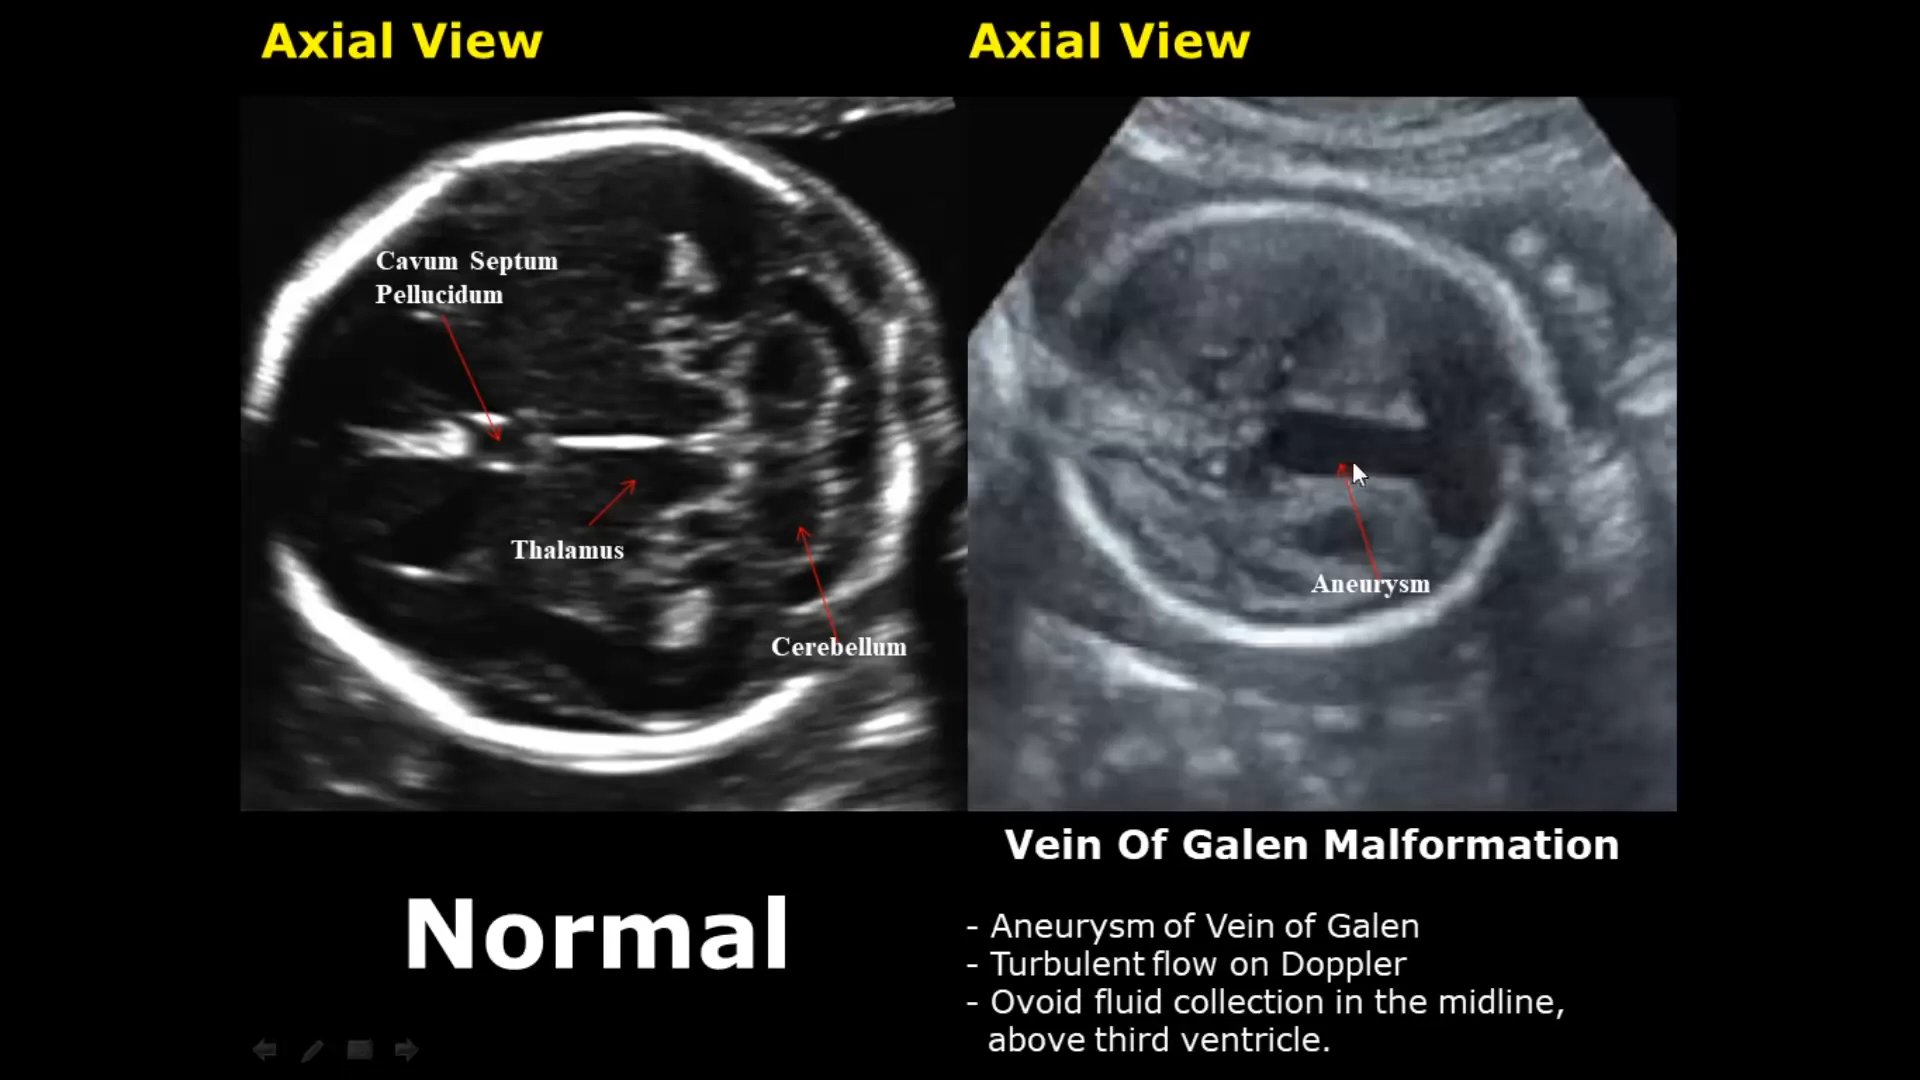 Axial View
Axial View
Cavum Septum
Pellucidum
Thalamus
Cerebellum
Aneurysm
Normal
Vein Of Galen Malformation
- Aneurysm of Vein of Galen
- Turbulent flow on Doppler
- Ovoid fluid collection in the midline,
above third ventricle.